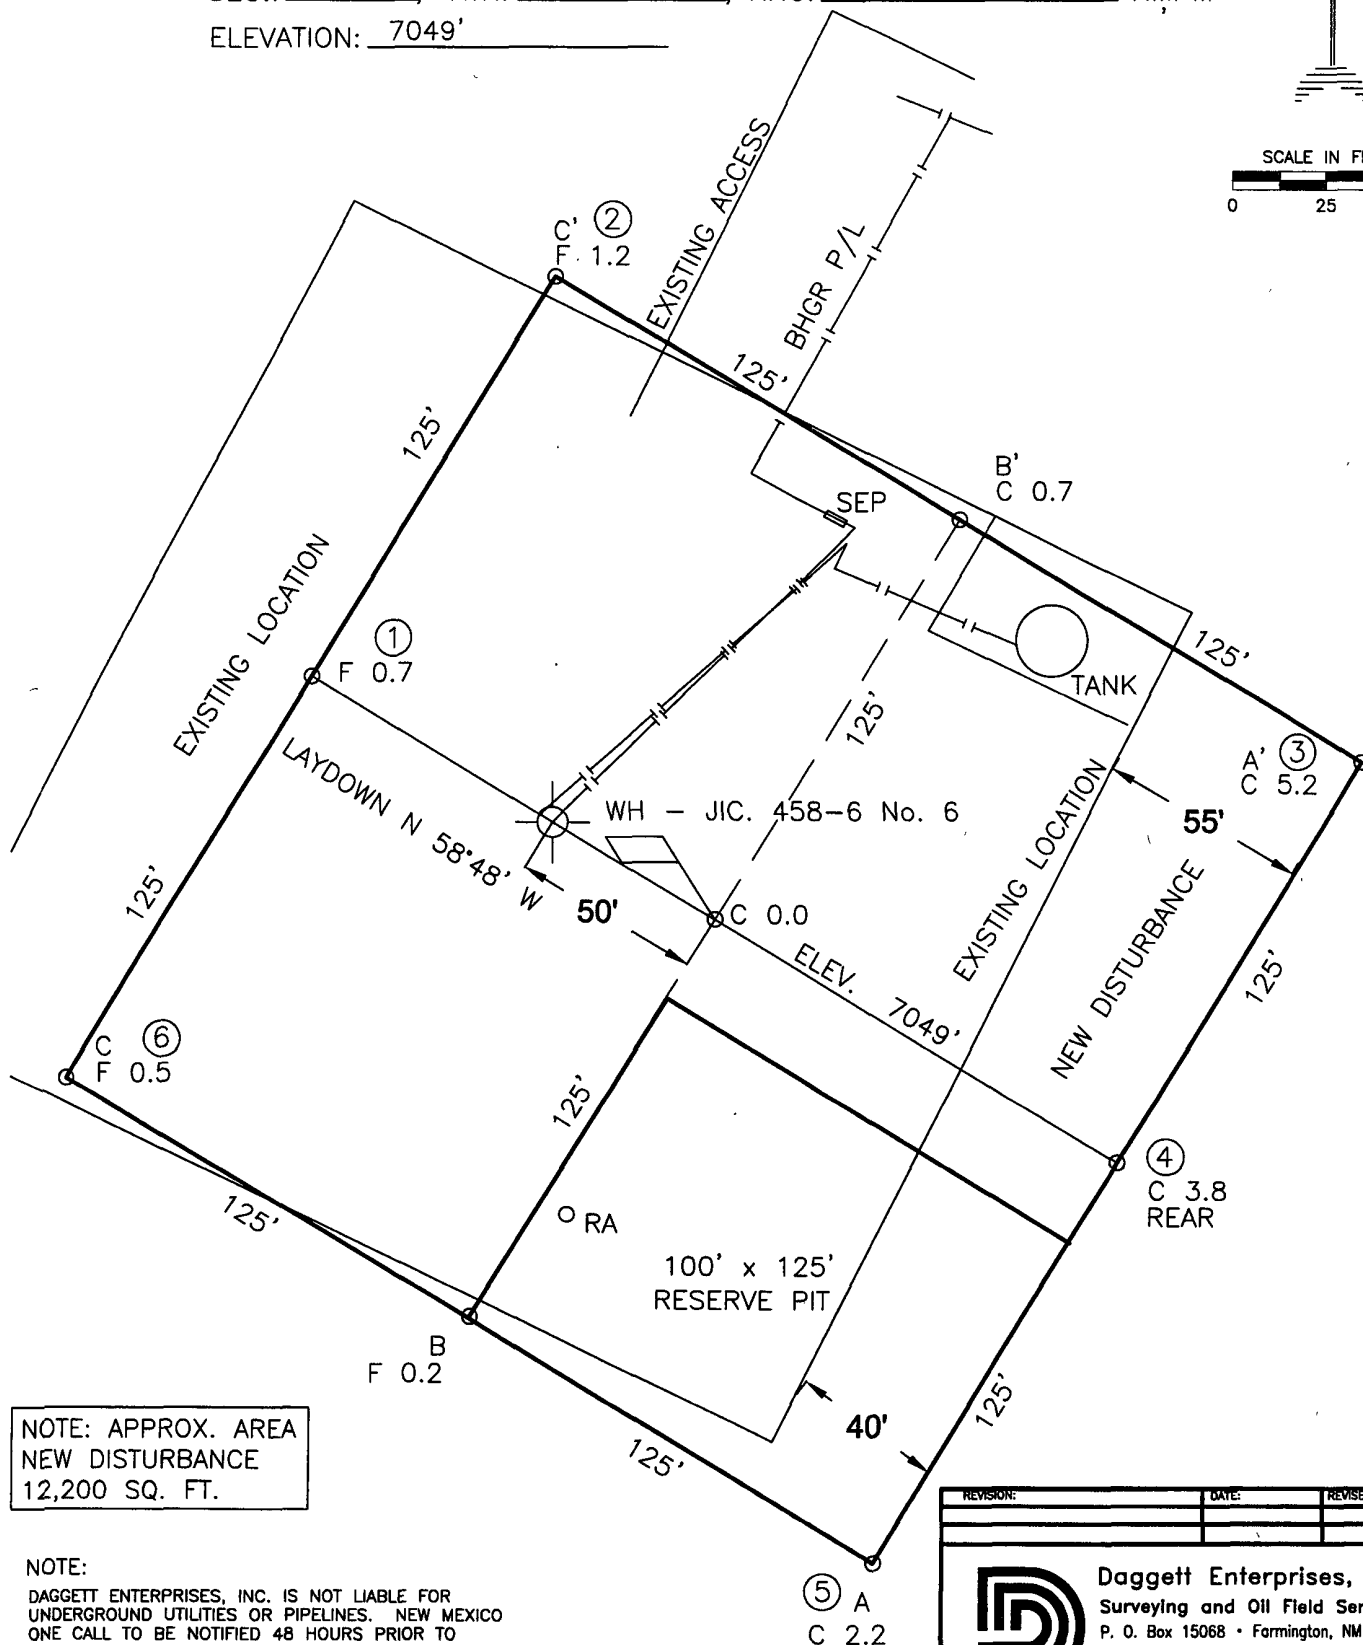 ELEVATION: 7049'
SCALE IN
0 25
EXISTING ACCESS
BHGR P/L
C' ②
F 1.2
125'
125'
B'
C 0.7
SEP
EXISTING LOCATION
①
F 0.7
125'
TANK
125'
A' ③
C 5.2
55'
LAYDOWN N 58°48' W
WH - JIC. 458-6 No. 6
EXISTING LOCATION
NEW DISTURBANCE
125'
50'
C 0.0
ELEV. 7049'
125'
C ⑥
F 0.5
125'
④
C 3.8
REAR
125'
RA
100' x 125'
RESERVE PIT
B
F 0.2
40'
125'
125'
NOTE: APPROX. AREA
NEW DISTURBANCE
12,200 SQ. FT.
REVISION: DATE:
NOTE:
DAGGETT ENTERPRISES, INC. IS NOT LIABLE FOR
UNDERGROUND UTILITIES OR PIPELINES. NEW MEXICO
ONE CALL TO BE NOTIFIED 48 HOURS PRIOR TO
⑤ A
C 2.2
Daggett Enterprises,
Surveying and Oil Field
P. O. Box 15068 • Farmington, NM